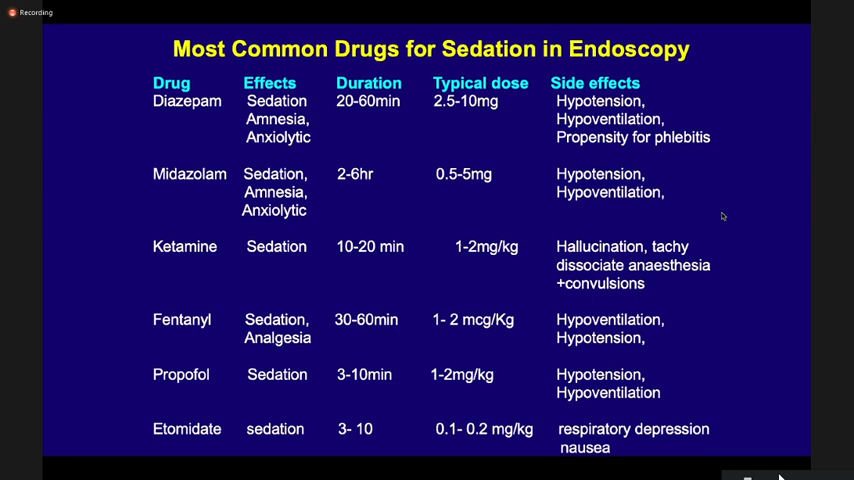 Recording
Most Common Drugs for Sedation in Endoscopy
Drug Effects Duration Typical dose Side effects
Diazepam Sedation 20-60min 2.5-10mg Hypotension,
Amnesia, Hypoventilation,
Anxiolytic Propensity for phlebitis
Midazolam Sedation, 2-6hr 0.5-5mg Hypotension,
Amnesia, Hypoventilation,
Anxiolytic
Ketamine Sedation 10-20 min 1-2mg/kg Hallucination, tachy
dissociate anaesthesia
+convulsions
Fentanyl Sedation, 30-60min 1- 2 mcg/Kg Hypoventilation,
Analgesia Hypotension,
Propofol Sedation 3-10min 1-2mg/kg Hypotension,
Hypoventilation
Etomidate sedation 3- 10 0.1- 0.2 mg/kg respiratory depression
nausea